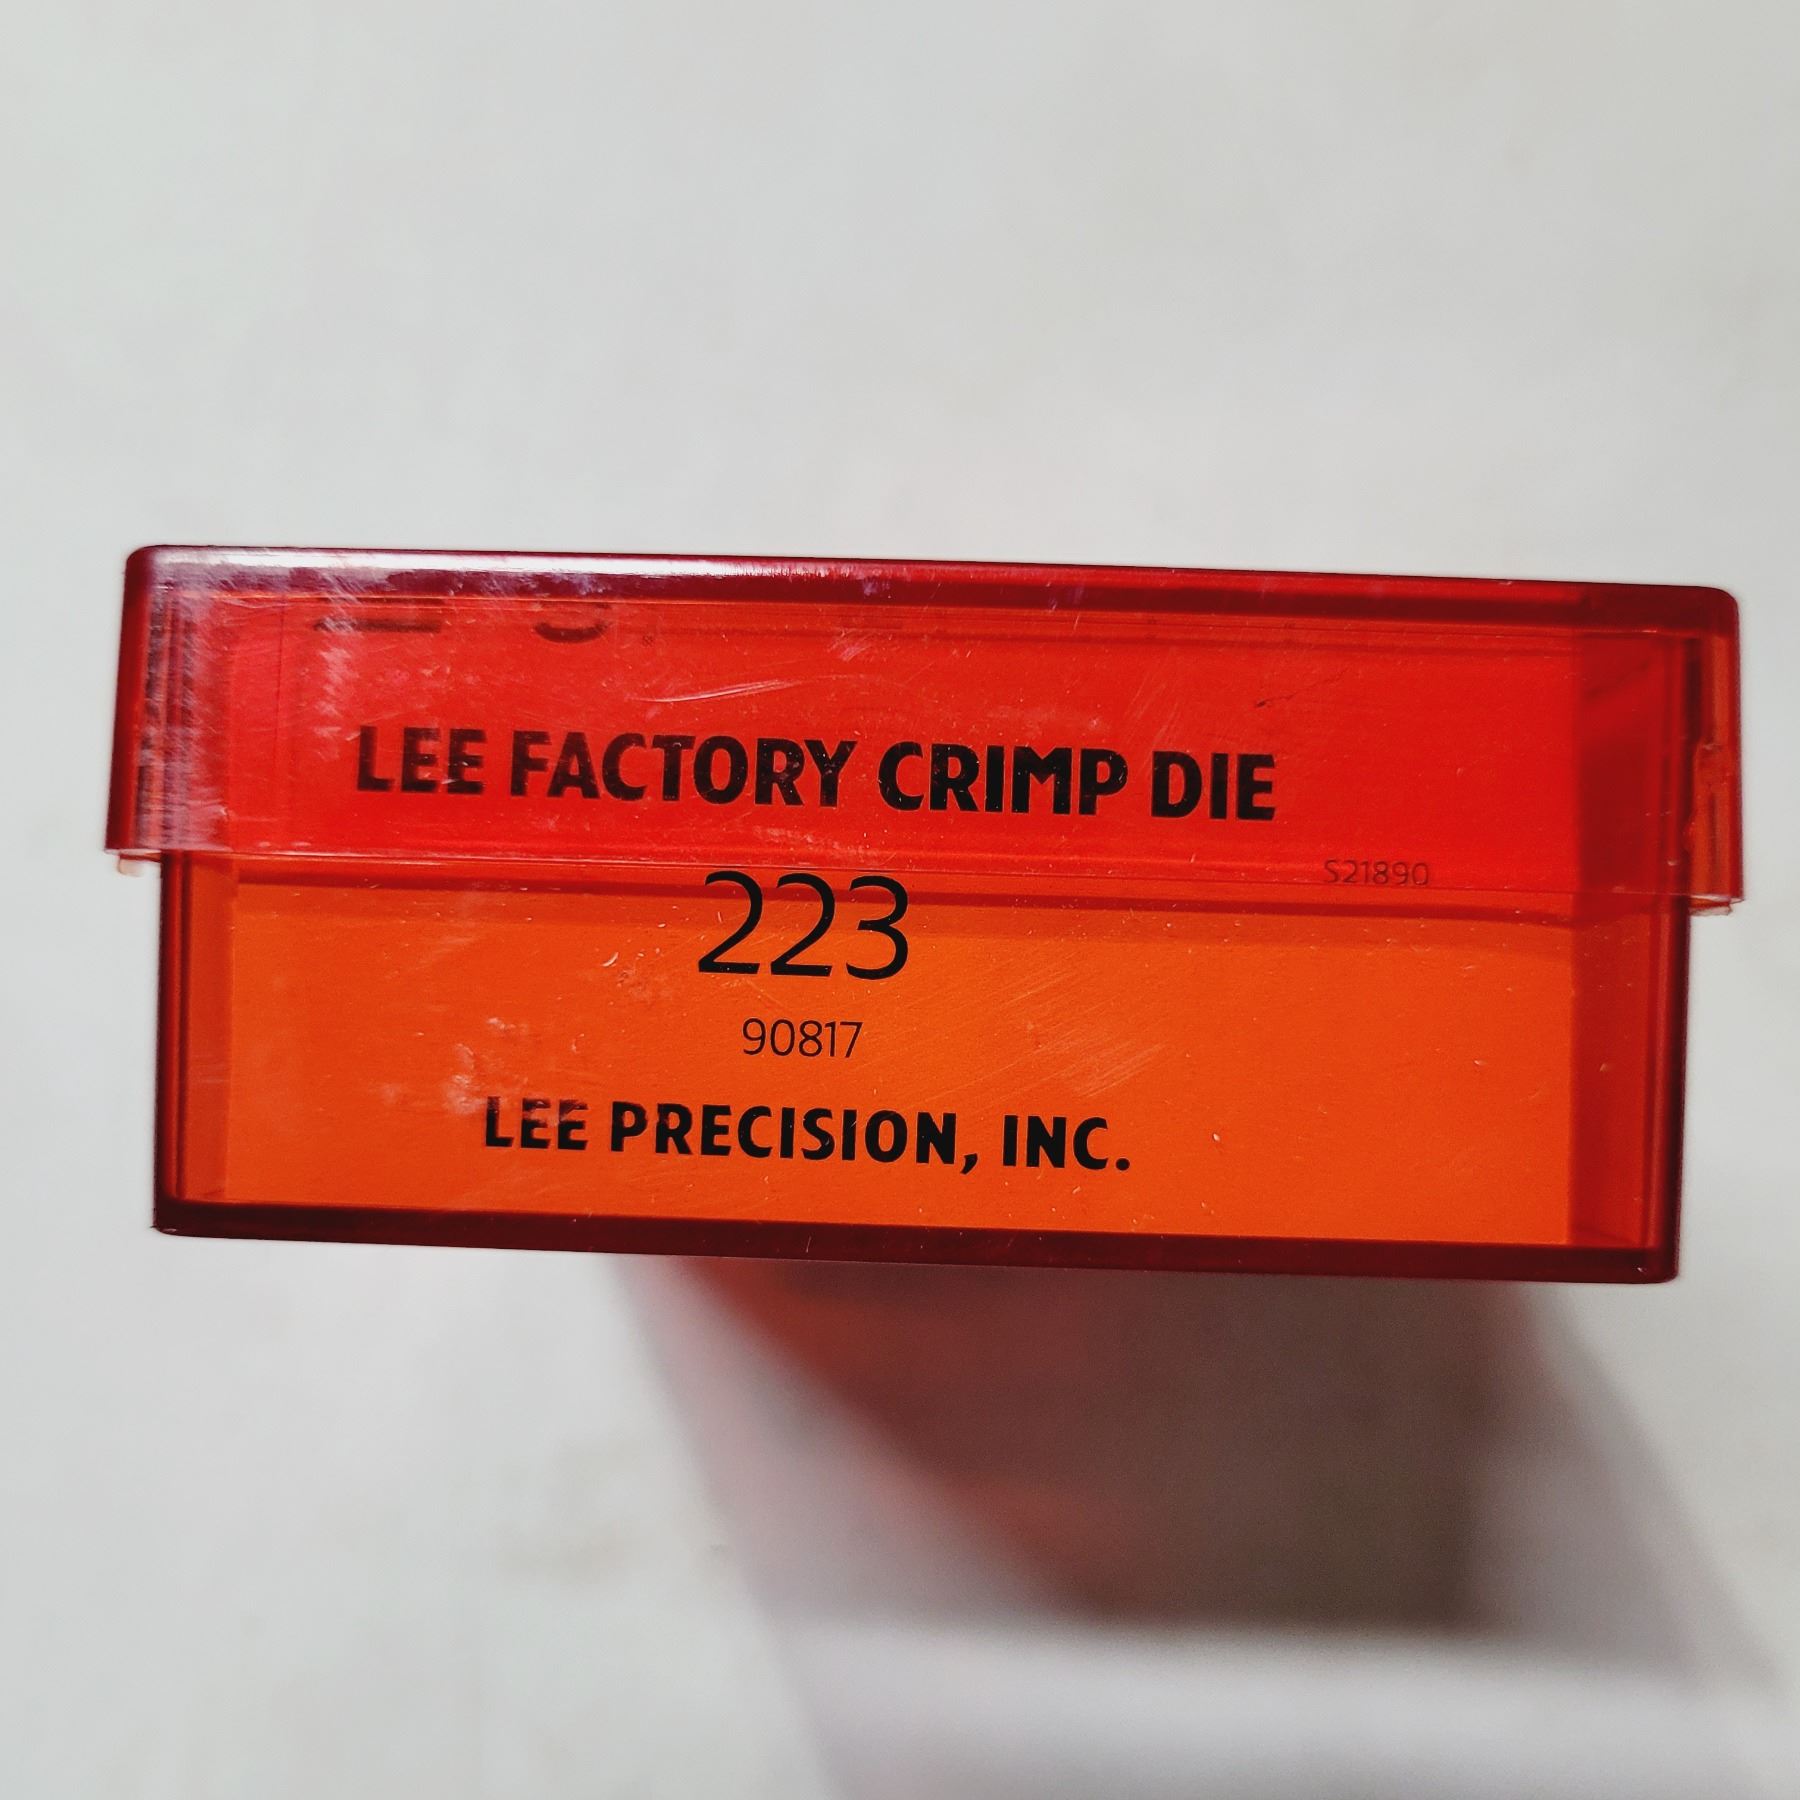 LEE FACTORY CRIMP DIE
S21890
223
90817
LEE PRECISION, INC.